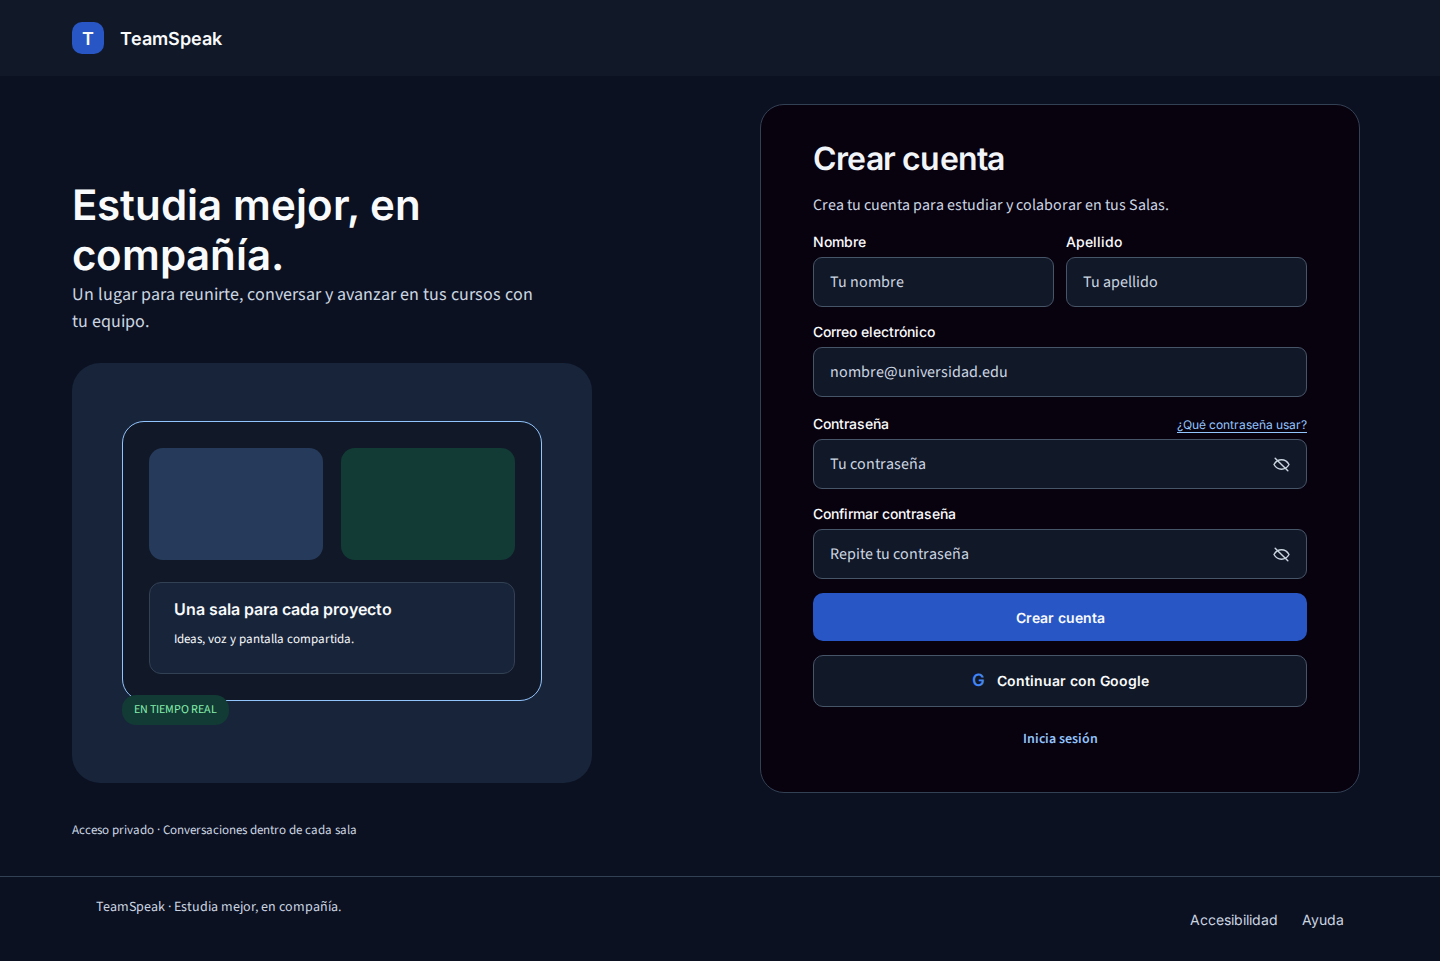 T TeamSpeak
Estudia mejor, en
compañía.
Un lugar para reunirte, conversar y avanzar en tus cursos con
tu equipo.
Una sala para cada proyecto
Ideas, voz y pantalla compartida.
EN TIEMPO REAL
Acceso privado · Conversaciones dentro de cada sala
Crear cuenta
Crea tu cuenta para estudiar y colaborar en tus Salas.
Nombre Apellido
Tu nombre Tu apellido
Correo electrónico
nombre@universidad.edu
Contraseña ¿Qué contraseña usar?
Tu contraseña
Confirmar contraseña
Repite tu contraseña
Crear cuenta
G Continuar con Google
Inicia sesión
TeamSpeak · Estudia mejor, en compañía.
Accesibilidad Ayuda